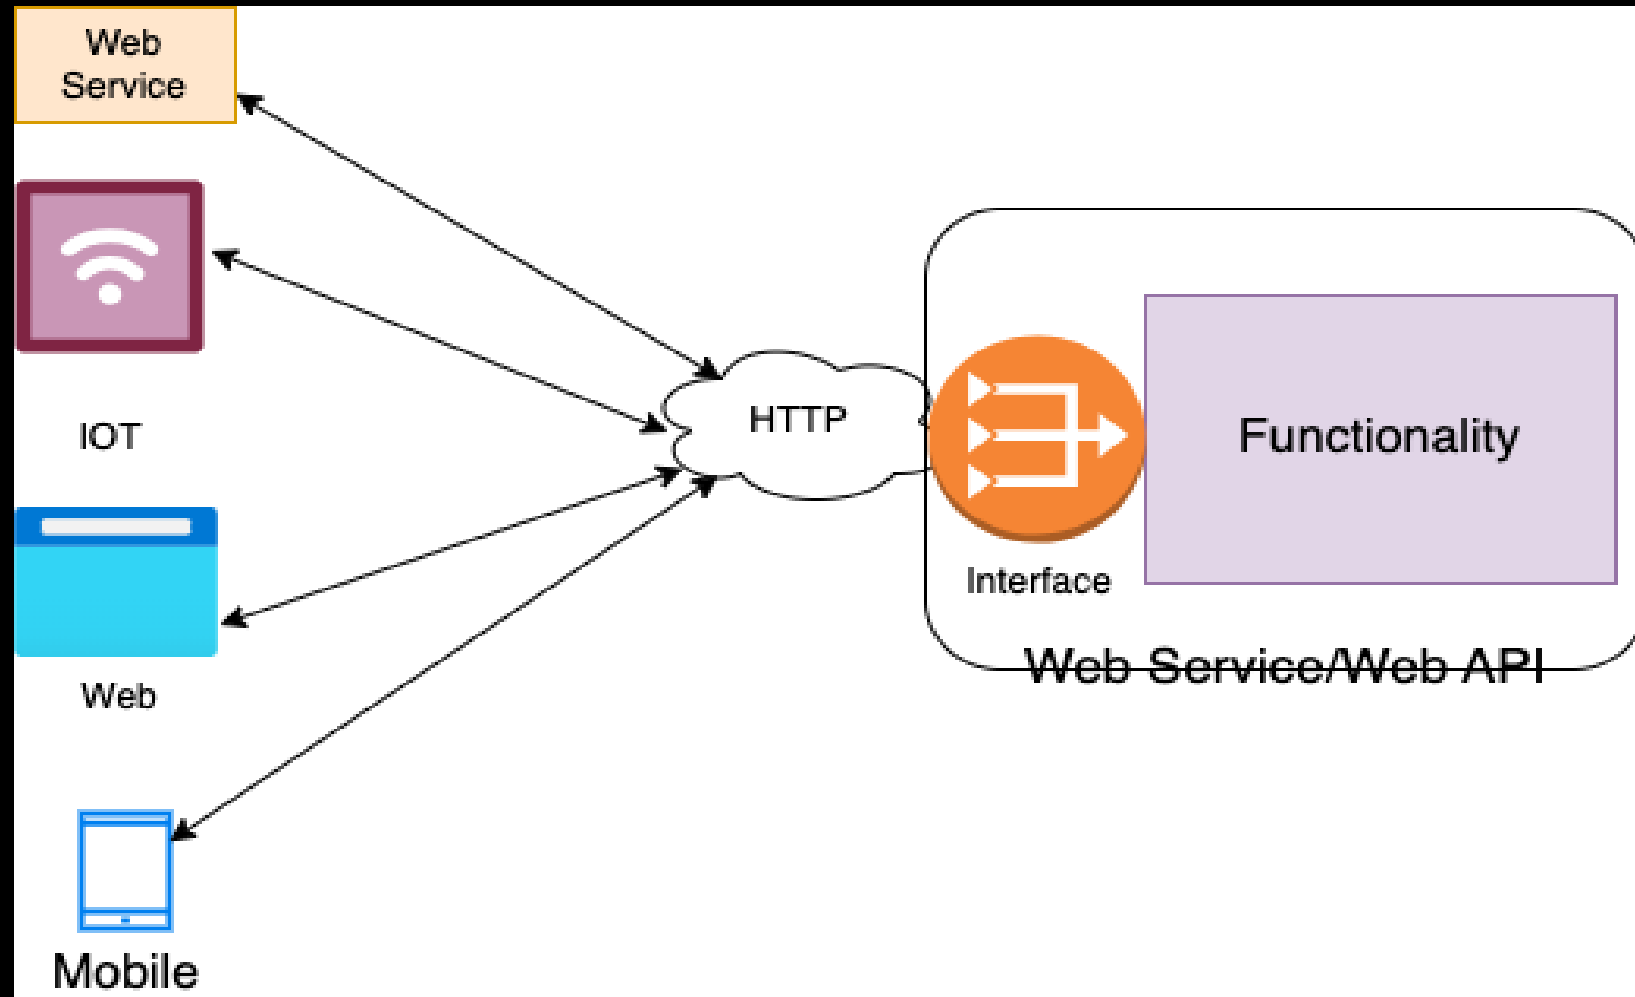 Web
Service
IOT
Web
Mobile
HTTP
Interface
Functionality
Web Service/Web API